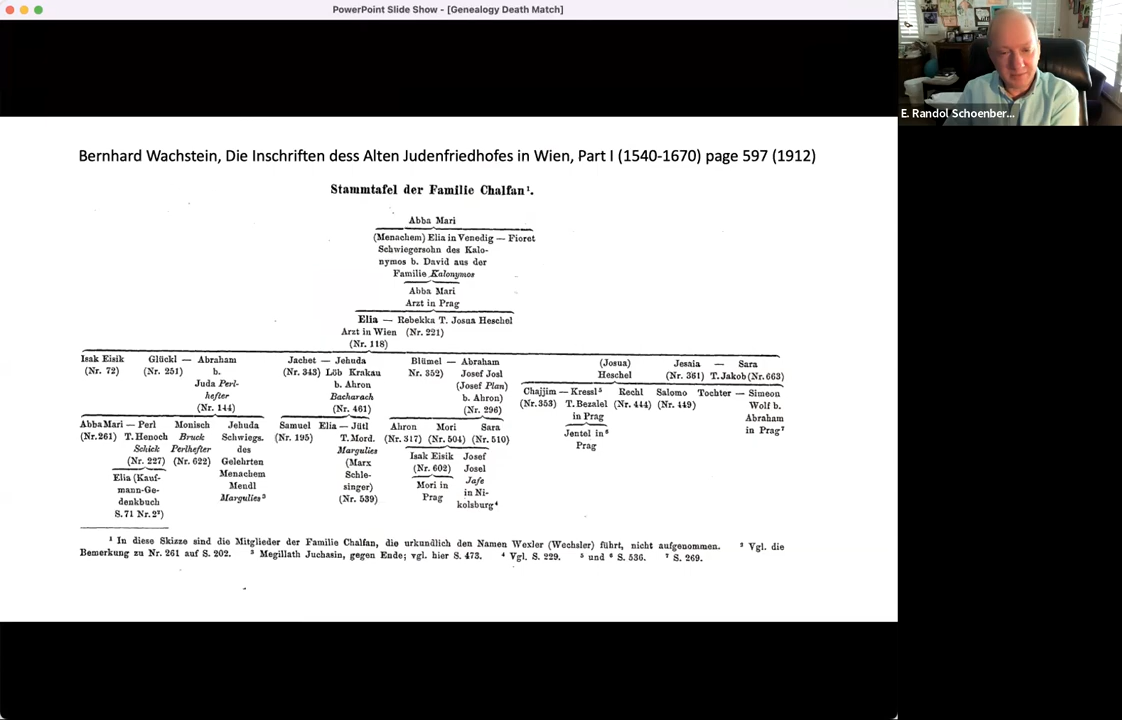 PowerPoint Slide Show - [Genealogy Death Match]
E. Randol Schoenber...
Bernhard Wachstein, Die Inschriften dess Alten Judenfriedhofes in Wien, Part I (1540-1670) page 597 (1912)
Stammtafel der Familie Chalfan¹.
Abba Mari
(Menachem) Elia in Venedig — Fioret
Schwiegersohn des Kalo-
nymos b. David aus der
Familie Kalonymos
Abba Mari
Arzt in Prag
Elia — Rebekka T. Josua Heschel
Arzt in Wien (Nr. 221)
(Nr. 118)
Isak Eisik
(Nr. 72)
Glückl — Abraham
(Nr. 251) b.
Juda Perl-
hefter
(Nr. 144)
Jachet — Jehuda
(Nr. 343) Löb Krakau
b. Ahron
Bacharach
(Nr. 461)
Blümel — Abraham
Nr. 352) Josef Josl
(Josef Plan)
b. Ahron)
(Nr. 296)
(Josua)
Heschel
Jesaia — Sara
(Nr. 361) T. Jakob (Nr. 663)
Chajjim — Kressl⁵
(Nr. 353) T. Bezalel
in Prag
Jentel in⁶
Prag
Rechl
(Nr. 444)
Salomo
(Nr. 449)
Tochter — Simeon
Wolf b.
Abraham
in Prag⁷
Abba Mari — Perl
(Nr. 261) T. Henoch
Schick
(Nr. 227)
Elia (Kauf-
mann-Ge-
denkbuch
S. 71 Nr. 2²)
Monisch
Bruck
Perlhefter
(Nr. 622)
Jehuda
Schwiegs.
des
Gelehrten
Menachem
Mendl
Margulies³
Samuel
(Nr. 195)
Elia — Jütl
T. Mord.
Margulies
(Marx
Schle-
singer)
(Nr. 539)
Ahron
(Nr. 317)
Mori
(Nr. 504)
Sara
(Nr. 510)
Isak Eisik
(Nr. 602)
Mori in
Prag
Josef
Josel
Jafe
in Ni-
kolsburg⁴
¹ In diese Skizze sind die Mitglieder der Familie Chalfan, die urkundlich den Namen Wexler (Wechsler) führt, nicht aufgenommen. ² Vgl. die
Bemerkung zu Nr. 261 auf S. 202. ³ Megillath Juchasin, gegen Ende; vgl. hier S. 473. ⁴ Vgl. S. 229. ⁵ und ⁶ S. 536. ⁷ S. 269.